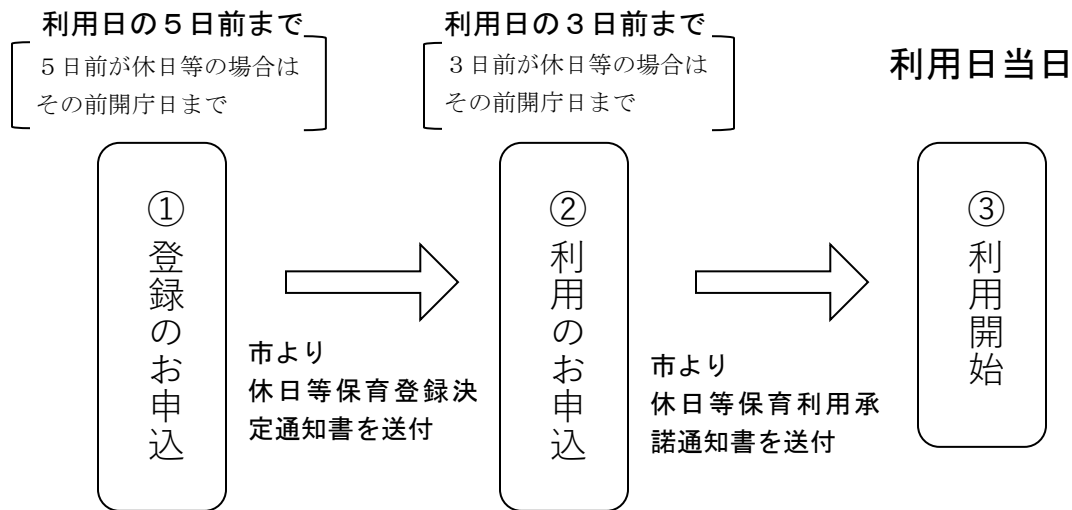 利用日の５日前まで
５日前が休日等の場合は
その前開庁日まで
利用日の３日前まで
３日前が休日等の場合は
その前開庁日まで
利用日当日
①登録のお申込
市より
休日等保育登録決
定通知書を送付
②利用のお申込
市より
休日等保育利用承
諾通知書を送付
③利用開始